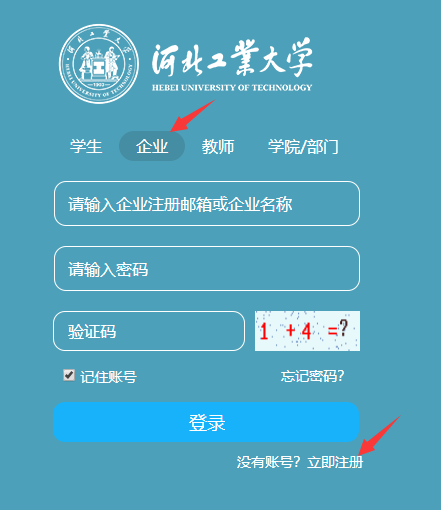 河北工業大学
HEBEI UNIVERSITY OF TECHNOLOGY
学生 企业 教师 学院/部门
请输入企业注册邮箱或企业名称
请输入密码
验证码 1 + 4 =?
记住账号 忘记密码?
登录
没有账号? 立即注册